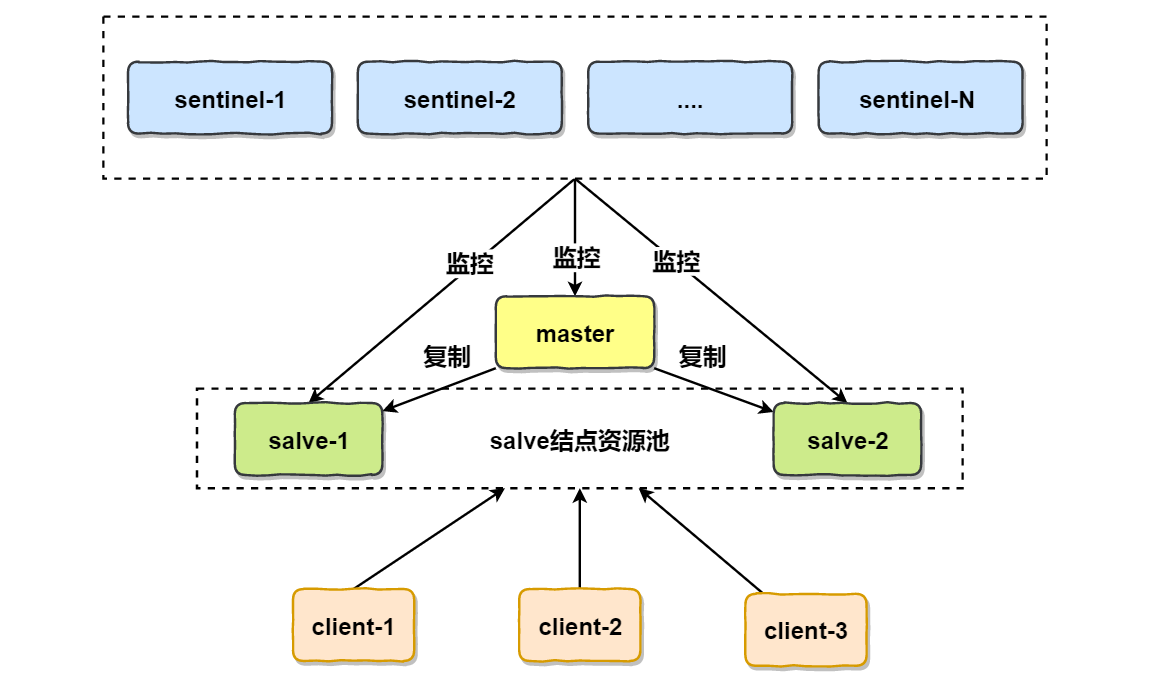 sentinel-1
sentinel-2
....
sentinel-N
监控
监控
监控
master
复制
复制
salve-1
salve结点资源池
salve-2
client-1
client-2
client-3